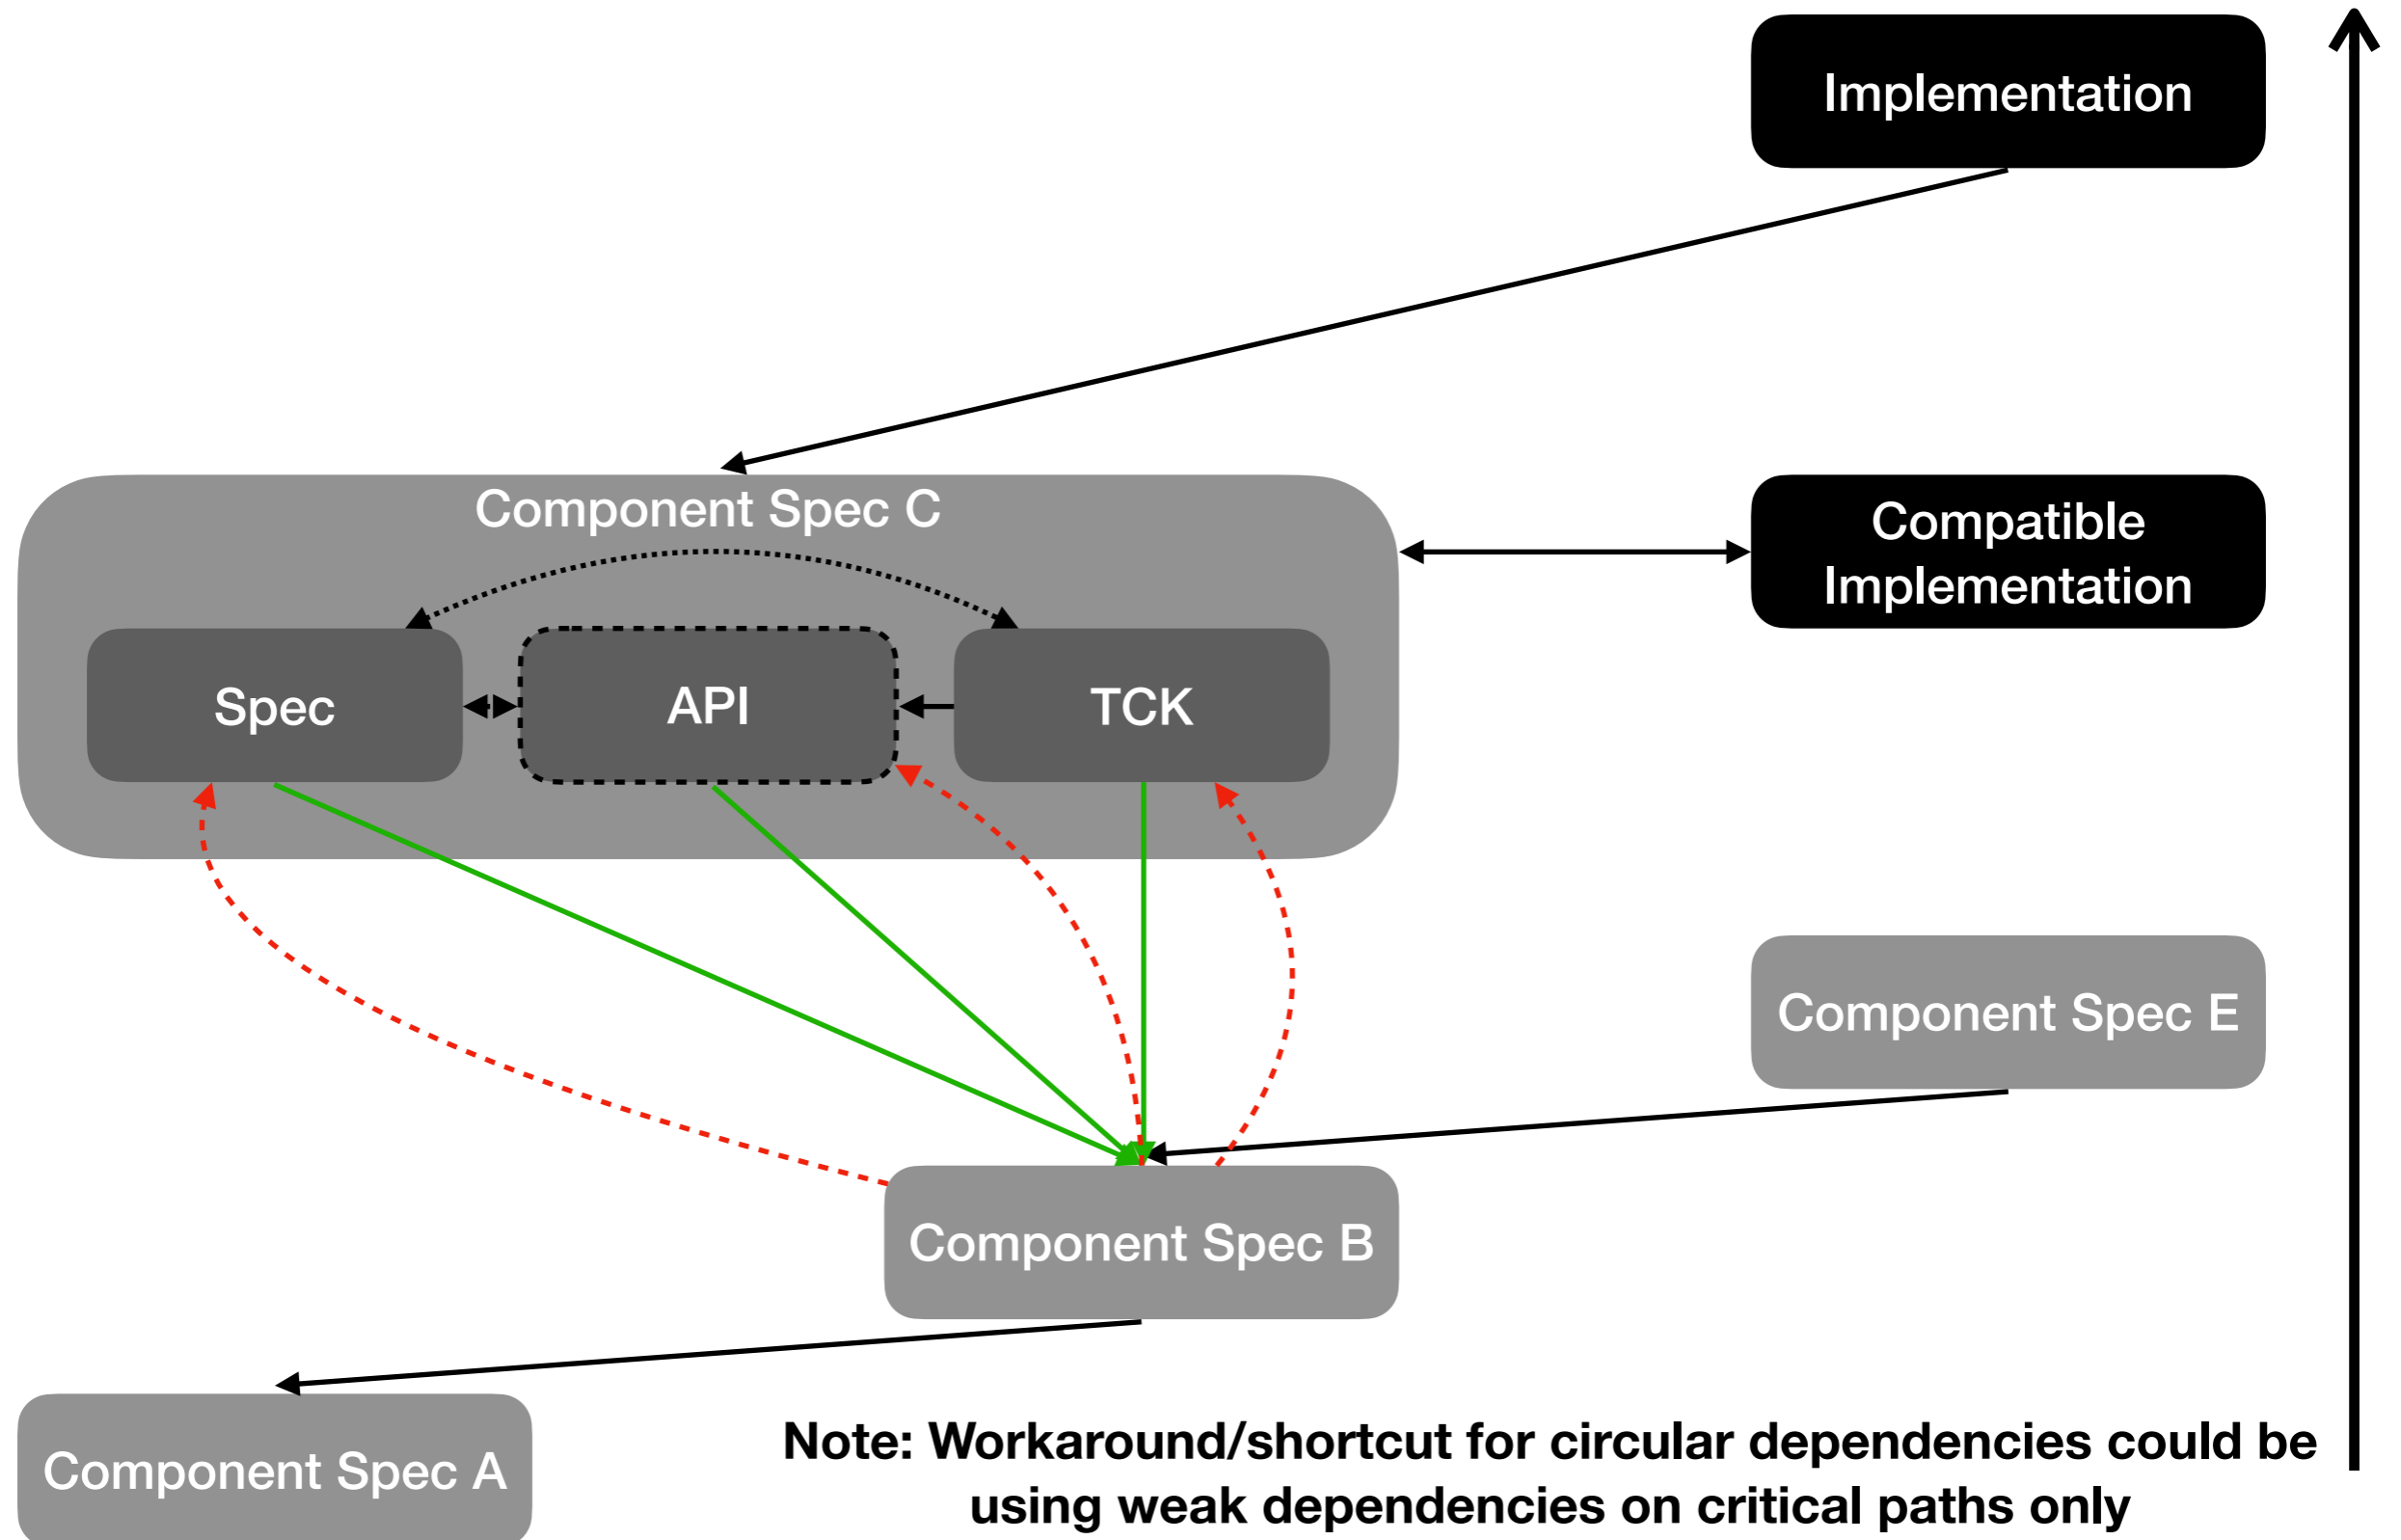 Implementation
Component Spec C
Compatible
Implementation
Spec
API
TCK
Component Spec E
Component Spec B
Component Spec A
Note: Workaround/shortcut for circular dependencies could be
using weak dependencies on critical paths only